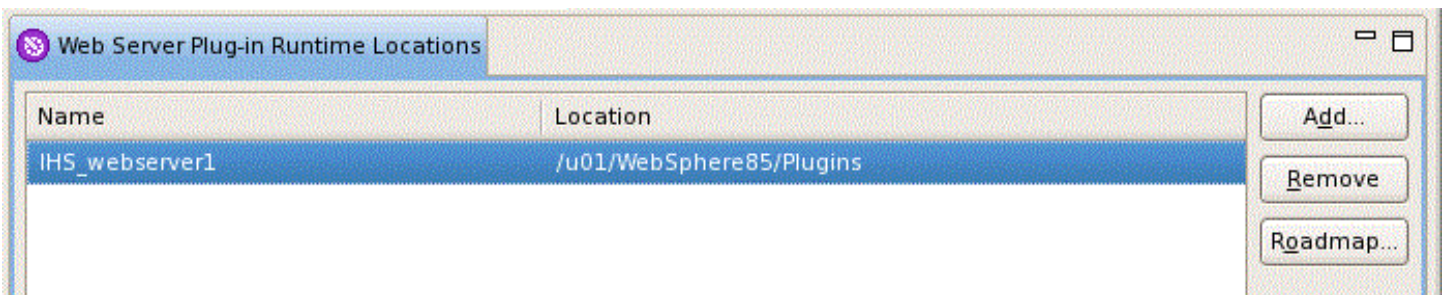 Web Server Plug-in Runtime Locations
Name Location
Add...
IHS_webserver1 /u01/WebSphere85/Plugins
Remove
Roadmap...